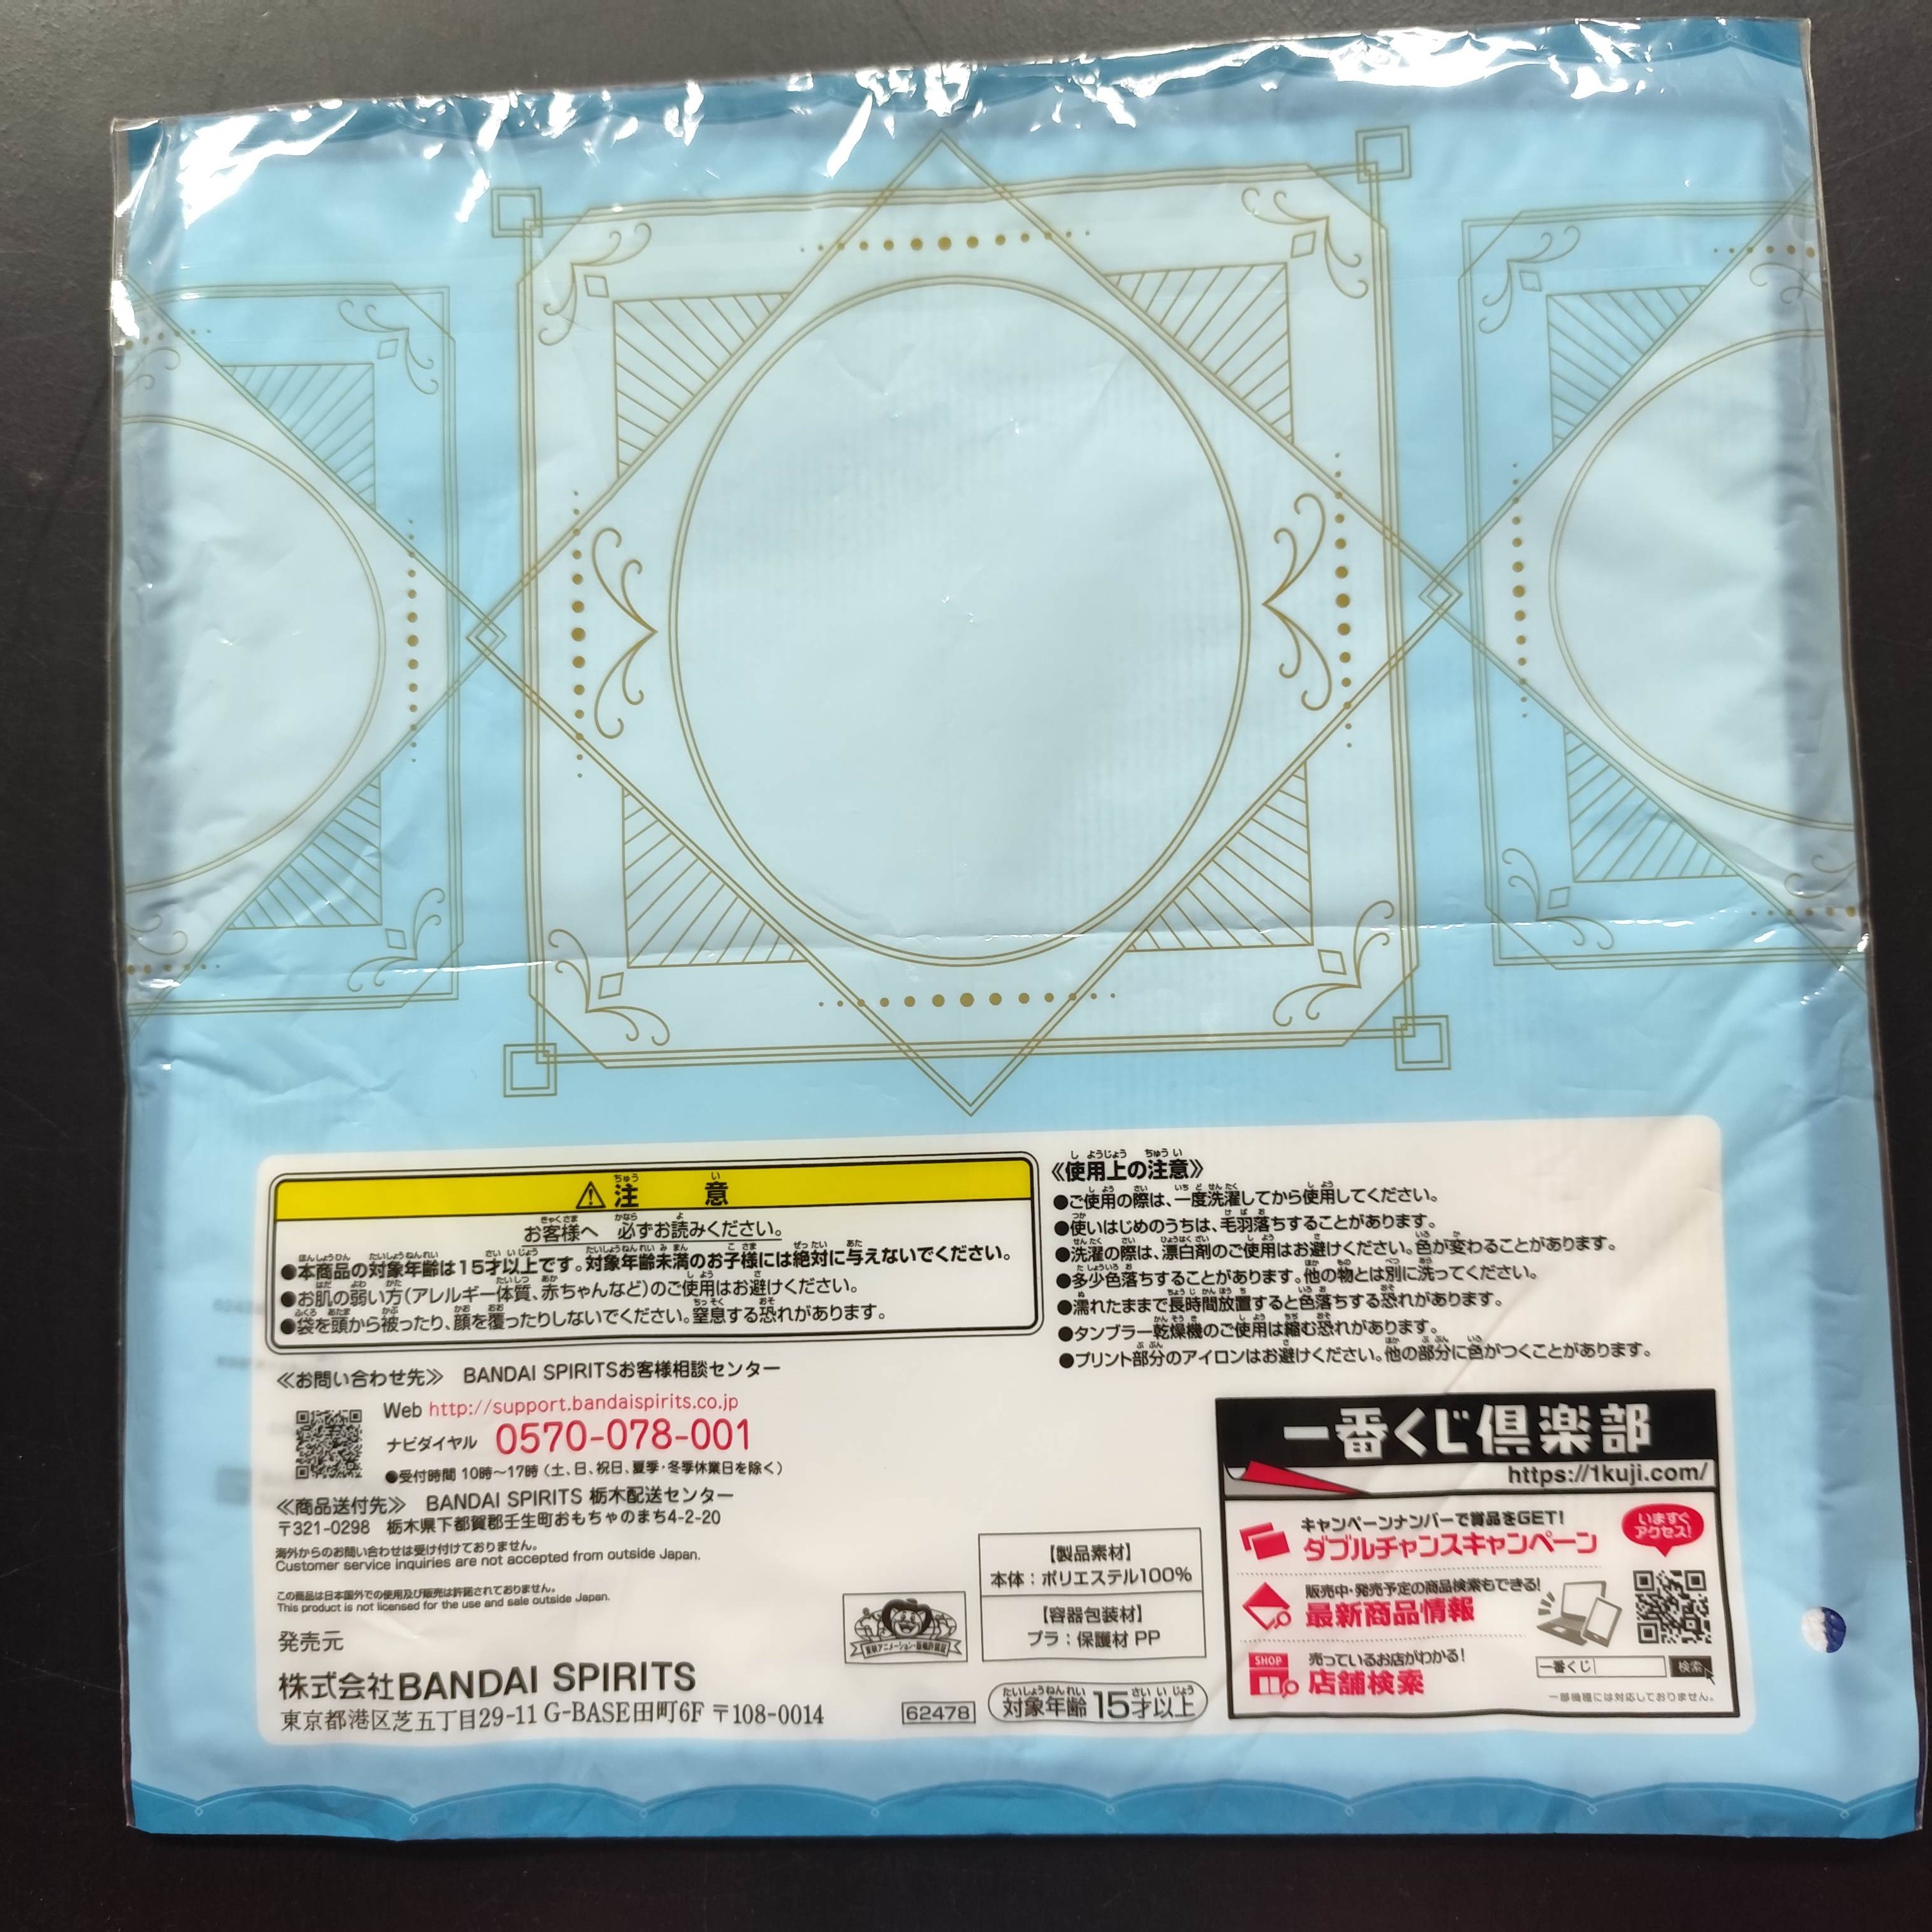 ⚠注意
お客様へ 必ずお読みください。
●本商品の対象年齢は15才以上です。対象年齢未満のお子様には絶対に与えないでください。
●お肌の弱い方(アレルギー体質、赤ちゃんなど)のご使用はお避けください。
●袋を頭から被ったり、顔を覆ったりしないでください。窒息する恐れがあります。
《使用上の注意》
●ご使用の際は、一度洗濯してから使用してください。
●使いはじめのうちは、毛羽落ちすることがあります。
●洗濯の際は、漂白剤のご使用はお避けください。色が変わることがあります。
●多少色落ちすることがあります。他の物とは別に洗ってください。
●濡れたままで長時間放置すると色落ちする恐れがあります。
●タンブラー乾燥機のご使用は縮む恐れがあります。
●プリント部分のアイロンはお避けください。他の部分に色がつくことがあります。
《お問い合わせ先》 BANDAI SPIRITSお客様相談センター
Web http://support.bandaispirits.co.jp
ナビダイヤル 0570-078-001
●受付時間 10時~17時(土、日、祝日、夏季・冬季休業日を除く)
《商品送付先》 BANDAI SPIRITS 栃木配送センター
〒321-0298 栃木県下都賀郡壬生町おもちゃのまち4-2-20
海外からのお問い合わせは受け付けておりません。
Customer service inquiries are not accepted from outside Japan.
この商品は日本国外での使用及び販売は許諾されておりません。
This product is not licensed for the use and sale outside Japan.
発売元
株式会社BANDAI SPIRITS
東京都港区芝五丁目29-11 G-BASE田町6F 〒108-0014
東映アニメーション・版権許諾証
【製品素材】
本体:ポリエステル100%
【容器包装材】
プラ:保護材 PP
62478
対象年齢 15才以上
一番くじ倶楽部
https://1kuji.com/
キャンペーンナンバーで賞品をGET!
ダブルチャンスキャンペーン
いますぐ
アクセス!
販売中・発売予定の商品検索もできる!
最新商品情報
SHOP
売っているお店がわかる!
店舗検索
一番くじ 検索
一部機種には対応しておりません。